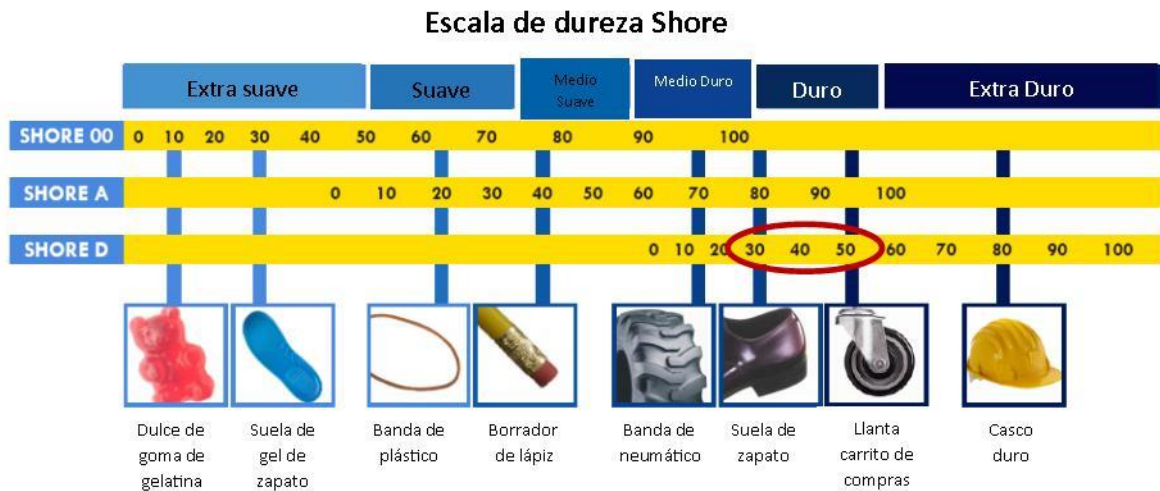 Escala de dureza Shore
Extra suave
Suave
Medio
Suave
Medio Duro
Duro
Extra Duro
SHORE 00 0 10 20 30 40 50 60 70 80 90 100
SHORE A 0 10 20 30 40 50 60 70 80 90 100
SHORE D 0 10 20 30 40 50 60 70 80 90 100
Dulce de
goma de
gelatina
Suela de
gel de
zapato
Banda de
plástico
Borrador
de lápiz
Banda de
neumático
Suela de
zapato
Llanta
carrito de
compras
Casco
duro